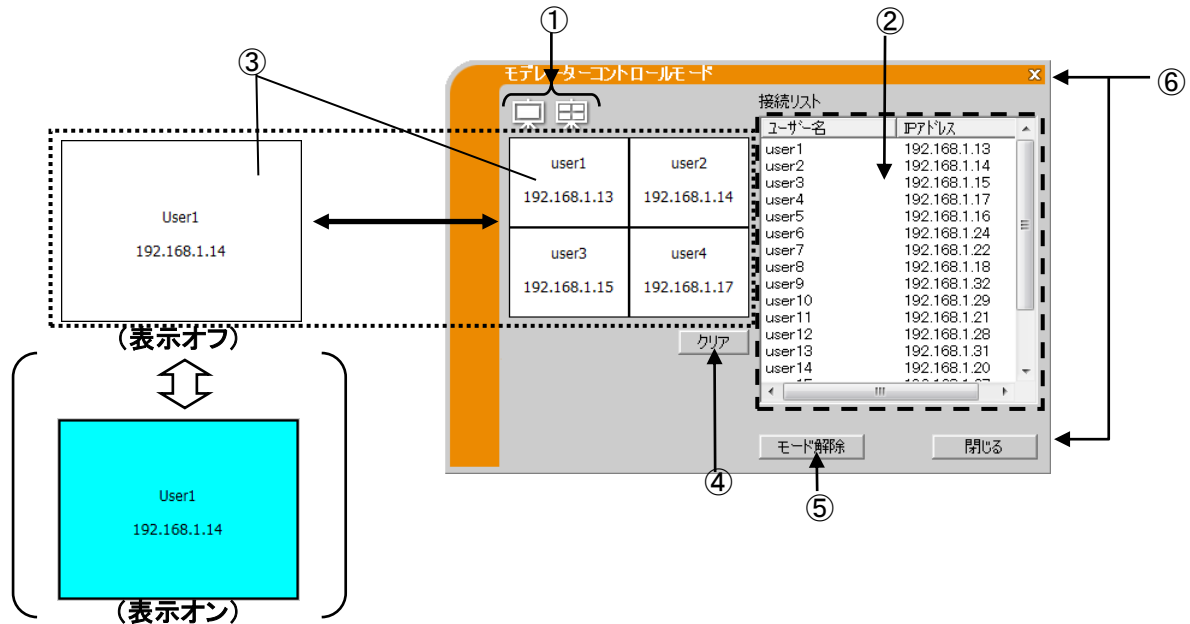 ①
②
③
⑥
モデレーターコントロールモード
接続リスト
ユーザー名 IPアドレス
user1 192.168.1.13
user2 192.168.1.14
user3 192.168.1.15
user4 192.168.1.17
user5 192.168.1.16
user6 192.168.1.24
user7 192.168.1.22
user8 192.168.1.18
user9 192.168.1.32
user10 192.168.1.29
user11 192.168.1.21
user12 192.168.1.28
user13 192.168.1.31
user14 192.168.1.20
user1
192.168.1.13
user2
192.168.1.14
user3
192.168.1.15
user4
192.168.1.17
User1
192.168.1.14
(表示オフ)
クリア
モード解除
閉じる
④
⑤
User1
192.168.1.14
(表示オン)